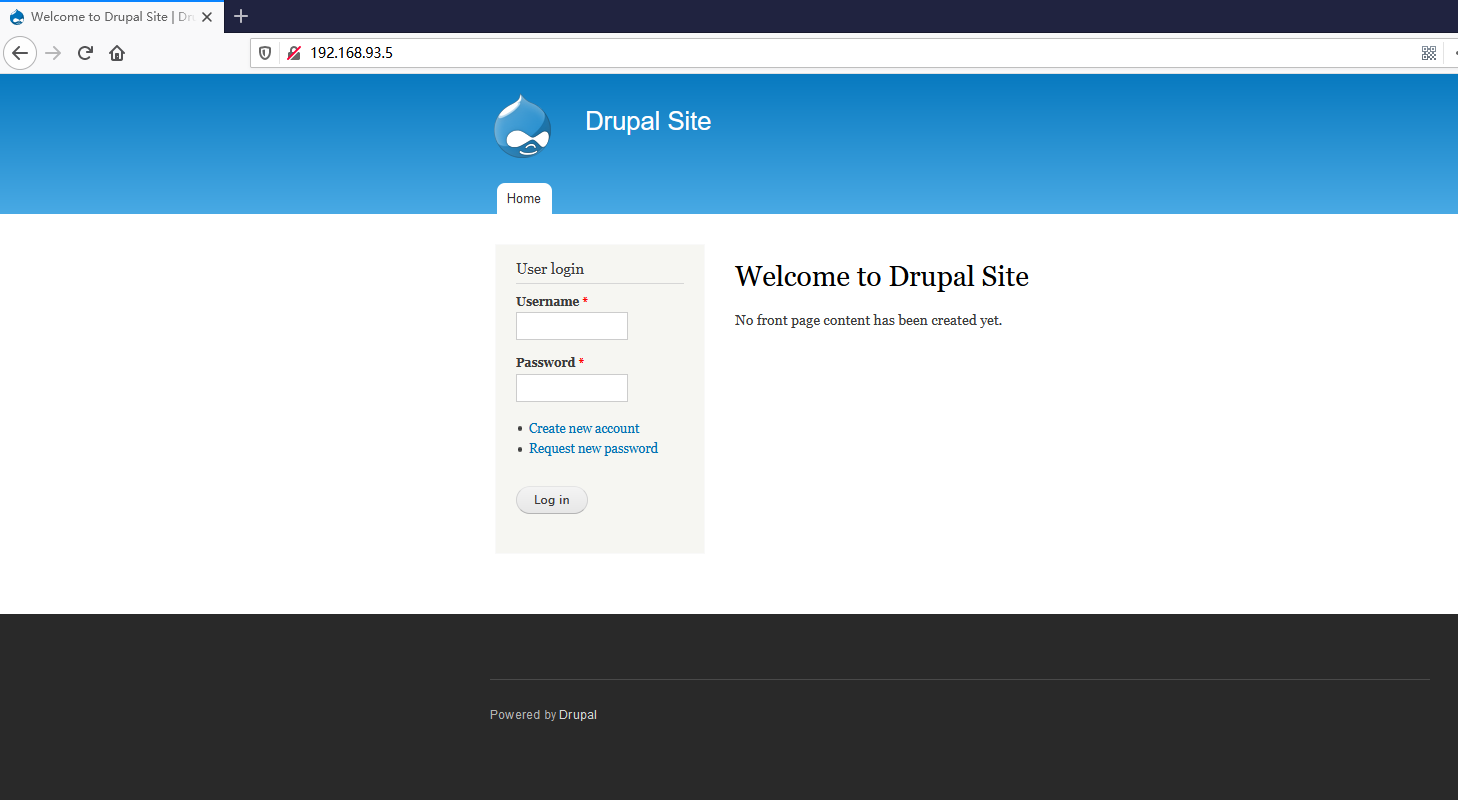 Welcome to Drupal Site | Dru
192.168.93.5
Drupal Site
Home
User login
Username *
Password *
Create new account
Request new password
Log in
Welcome to Drupal Site
No front page content has been created yet.
Powered by Drupal